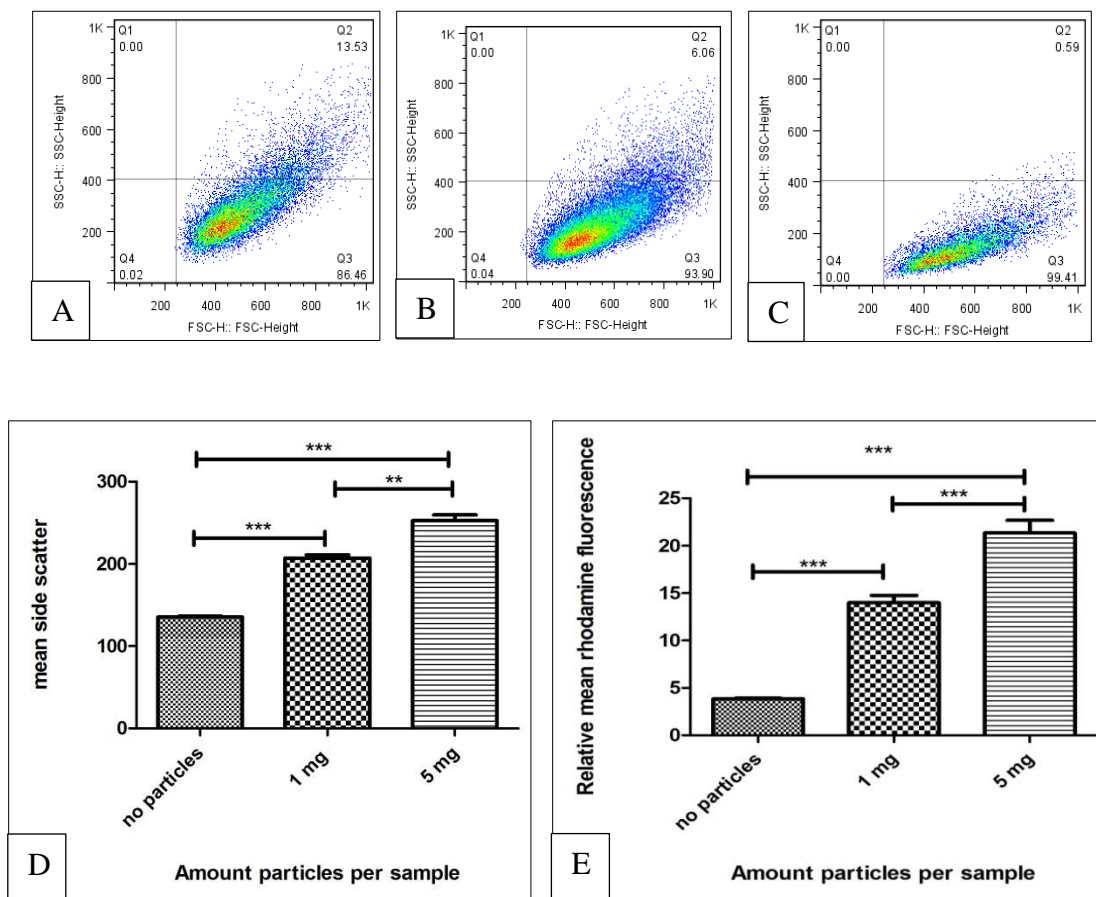 Q1
0.00
Q2
13.53
1K
800
600
400
200
SSC-H:: SSC-Height
Q4
0.02
Q3
86.46
200 400 600 800 1K
FSC-H:: FSC-Height
A
Q1
0.00
Q2
6.06
1K
800
600
400
200
SSC-H:: SSC-Height
Q4
0.04
Q3
93.90
200 400 600 800 1K
FSC-H:: FSC-Height
B
Q1
0.00
Q2
0.59
1K
800
600
400
200
SSC-H:: SSC-Height
Q4
0.00
Q3
99.41
200 400 600 800 1K
FSC-H:: FSC-Height
C
***
**
***
300
200
100
0
mean side scatter
no particles
1 mg
5 mg
Amount particles per sample
D
***
***
***
25
20
15
10
5
0
Relative mean rhodamine fluorescence
no particles
1 mg
5 mg
Amount particles per sample
E